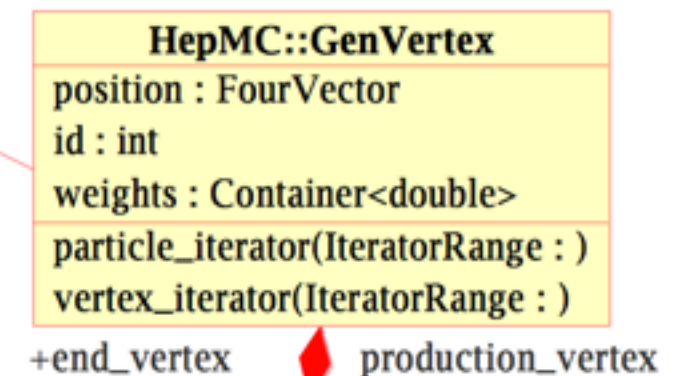 HepMC::GenVertex
position : FourVector
id : int
weights : Container<double>
particle_iterator(IteratorRange : )
vertex_iterator(IteratorRange : )
+end_vertex production_vertex